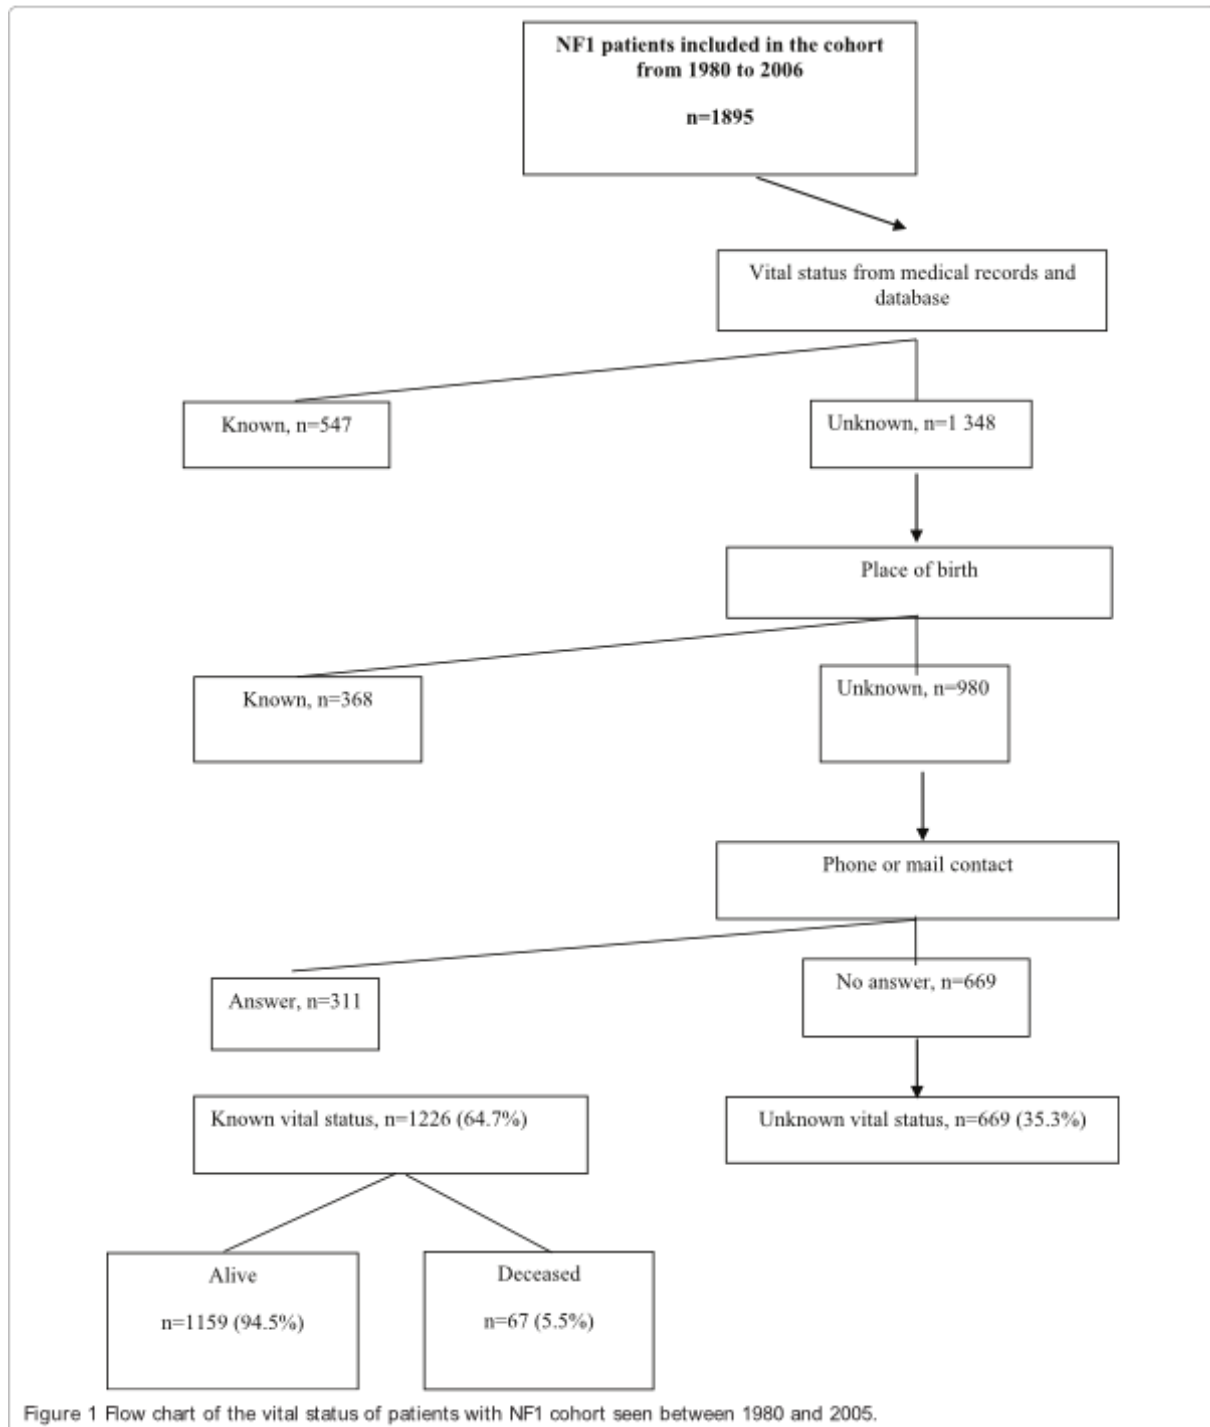 NF1 patients included in the cohort
from 1980 to 2006
n=1895
Vital status from medical records and
database
Known, n=547
Unknown, n=1 348
Place of birth
Known, n=368
Unknown, n=980
Phone or mail contact
Answer, n=311
No answer, n=669
Known vital status, n=1226 (64.7%)
Unknown vital status, n=669 (35.3%)
Alive
n=1159 (94.5%)
Deceased
n=67 (5.5%)
Figure 1 Flow chart of the vital status of patients with NF1 cohort seen between 1980 and 2005.